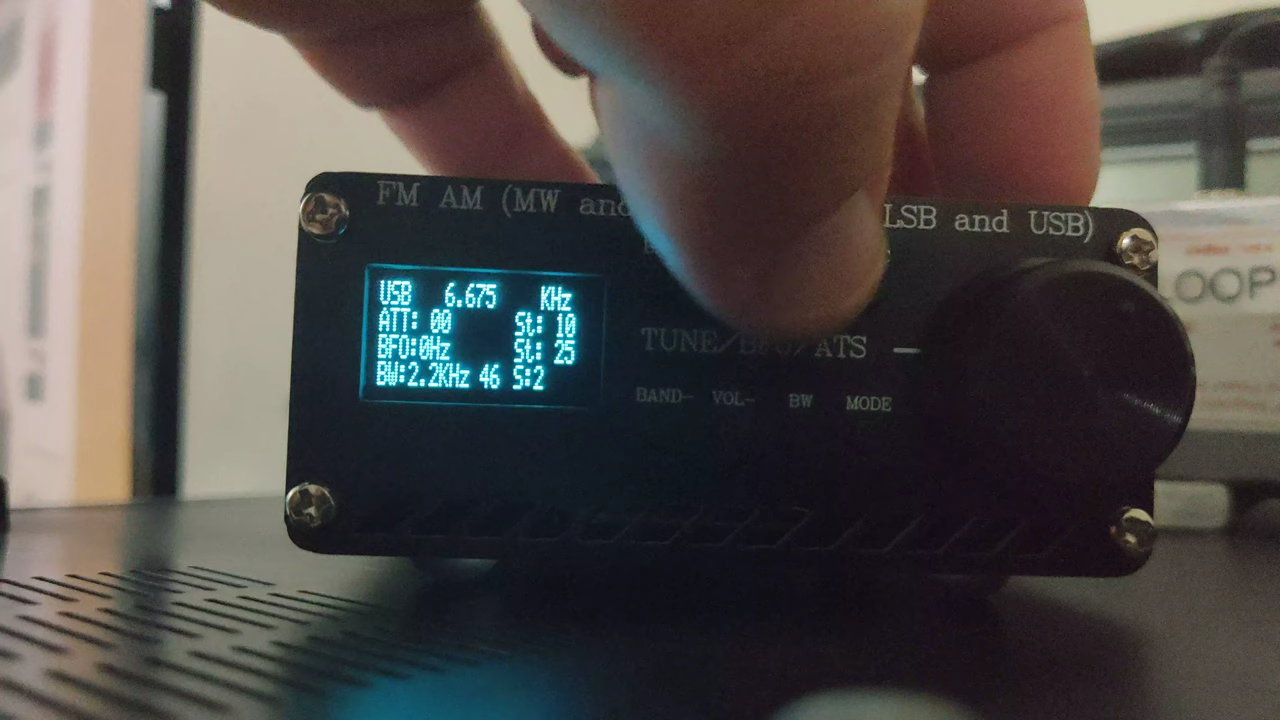 FM AM (MW and LSB and USB)
USB 6.675 KHz
ATT: 00 St: 10
BFO:0Hz St: 25
BW:2.2KHz 46 S:2
TUNE/BFO/ATS
BAND- VOL- BW MODE
OOP